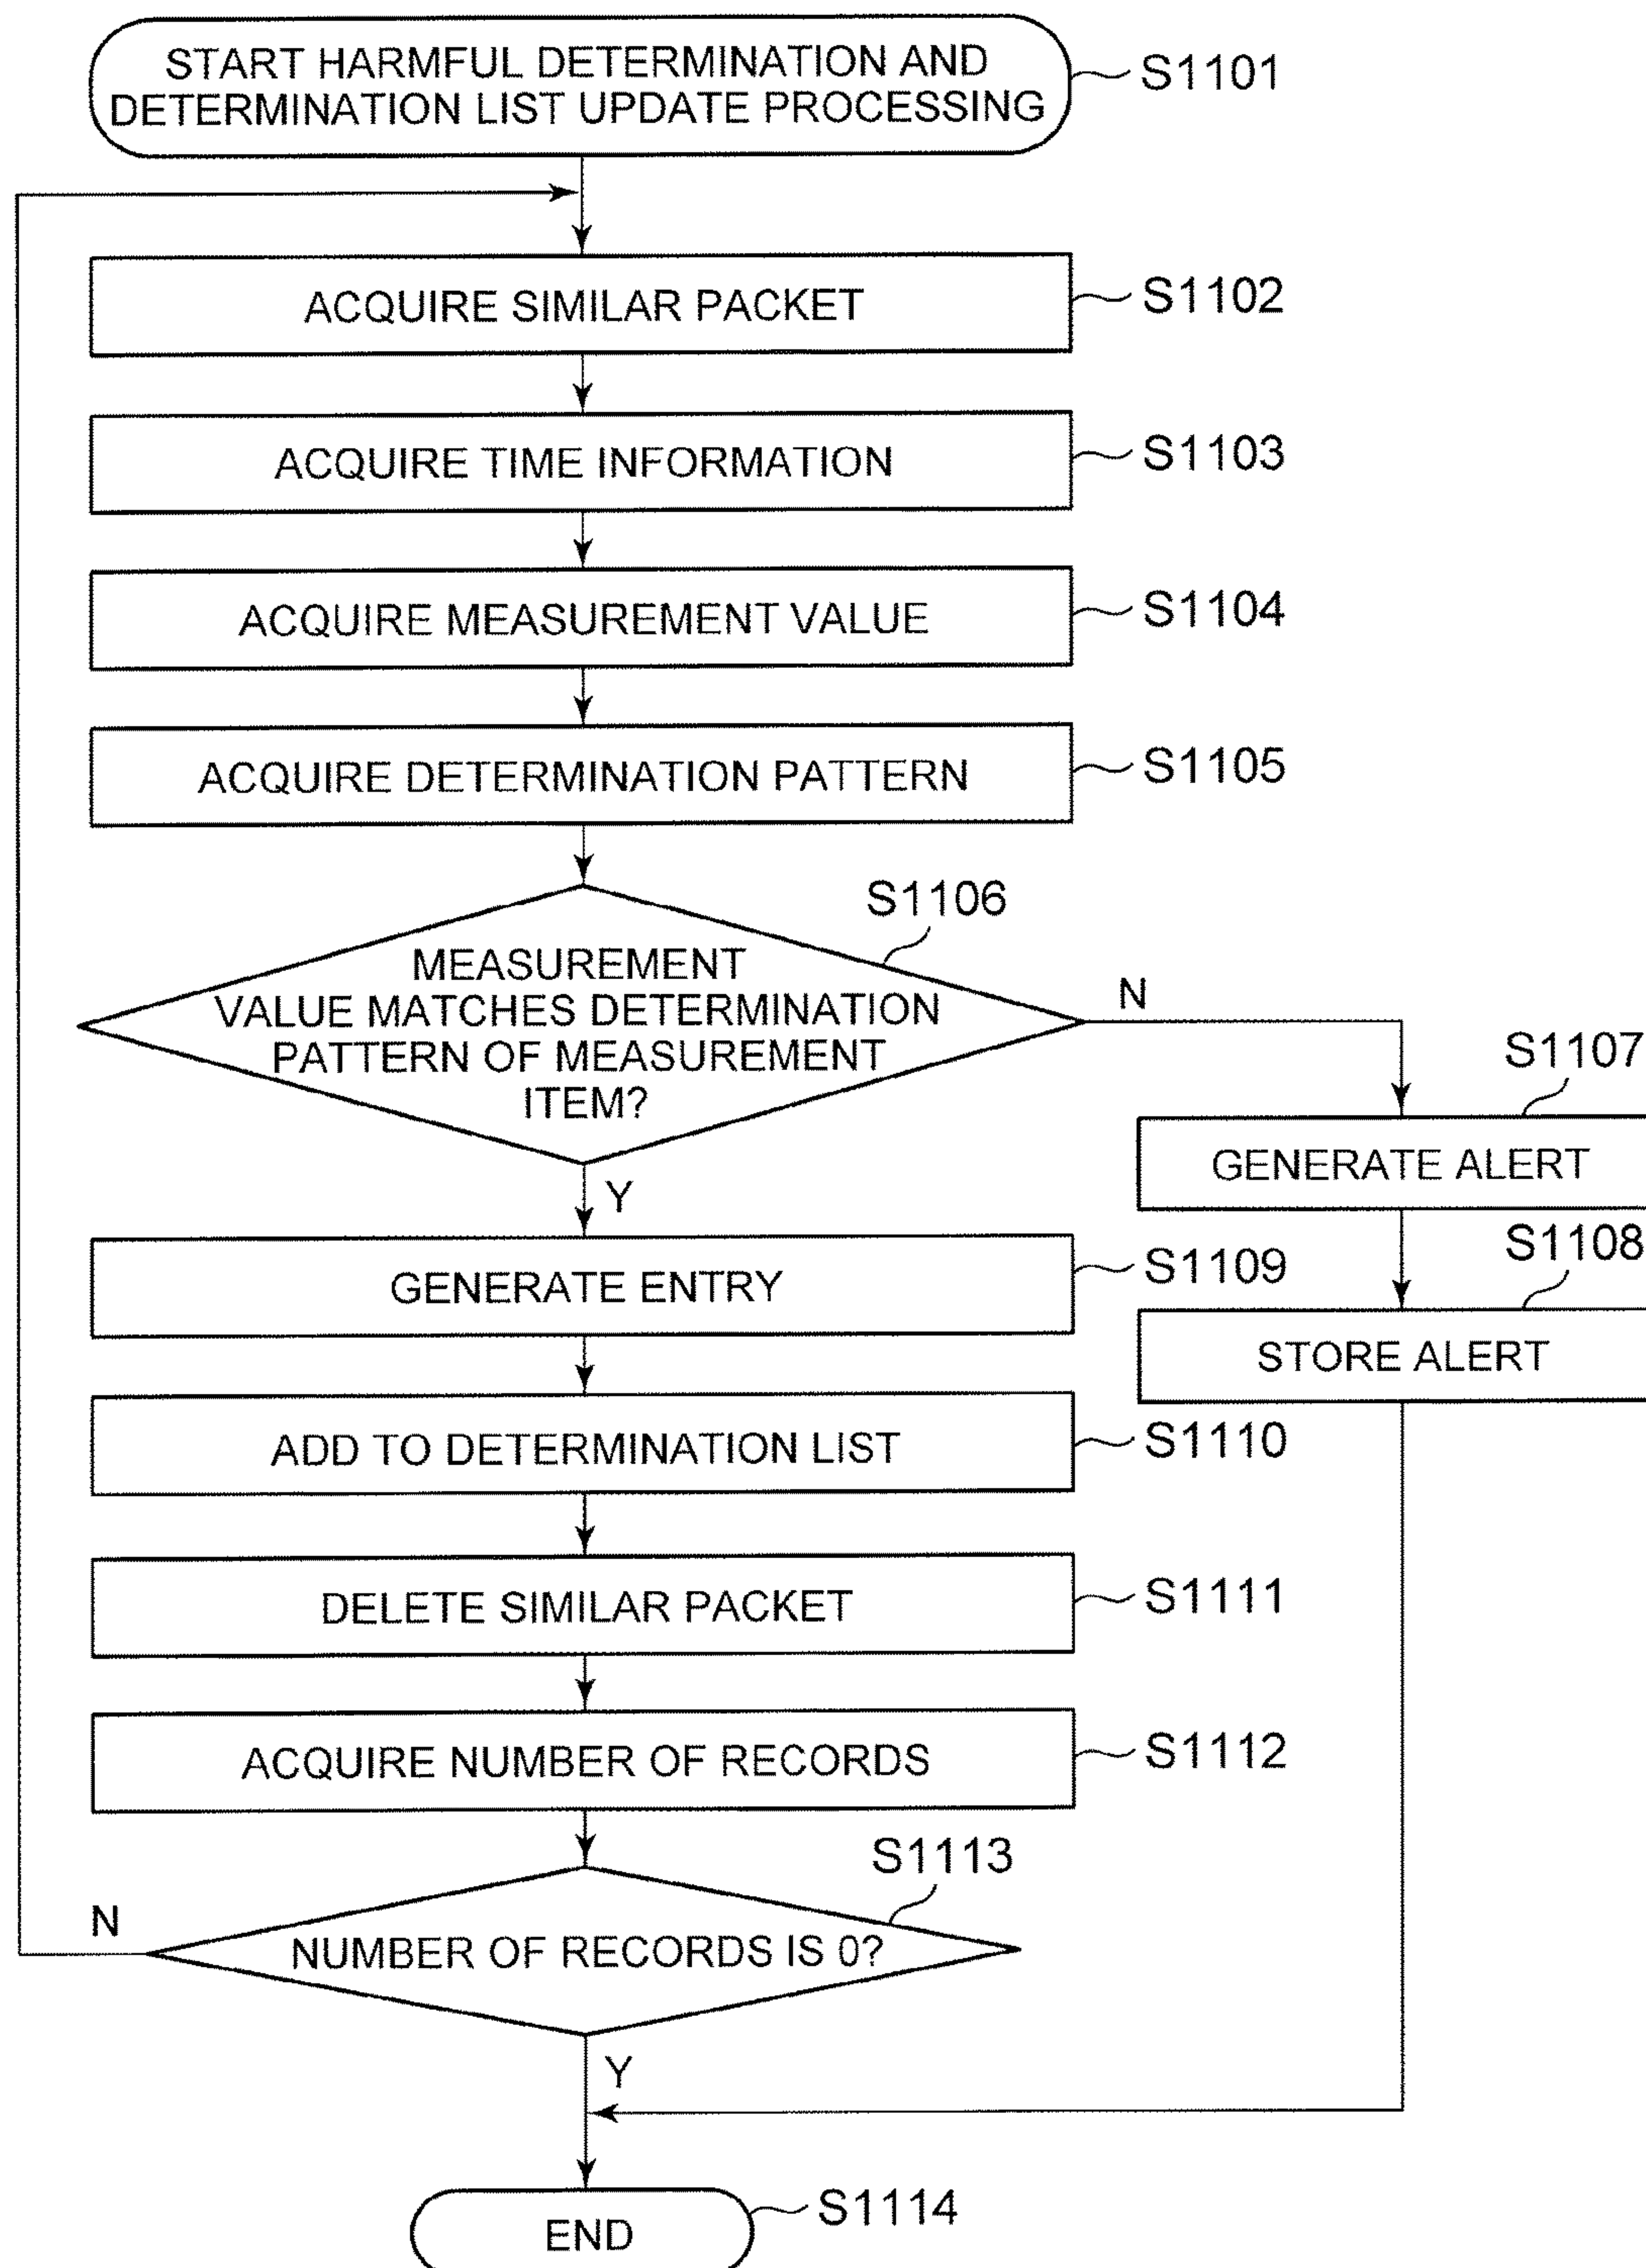 START HARMFUL DETERMINATION AND
DETERMINATION LIST UPDATE PROCESSING
S1101
ACQUIRE SIMILAR PACKET
S1102
ACQUIRE TIME INFORMATION
S1103
ACQUIRE MEASUREMENT VALUE
S1104
ACQUIRE DETERMINATION PATTERN
S1105
S1106
MEASUREMENT
VALUE MATCHES DETERMINATION
PATTERN OF MEASUREMENT
ITEM?
N
S1107
GENERATE ALERT
S1108
STORE ALERT
Y
GENERATE ENTRY
S1109
ADD TO DETERMINATION LIST
S1110
DELETE SIMILAR PACKET
S1111
ACQUIRE NUMBER OF RECORDS
S1112
S1113
N
NUMBER OF RECORDS IS 0?
Y
END
S1114